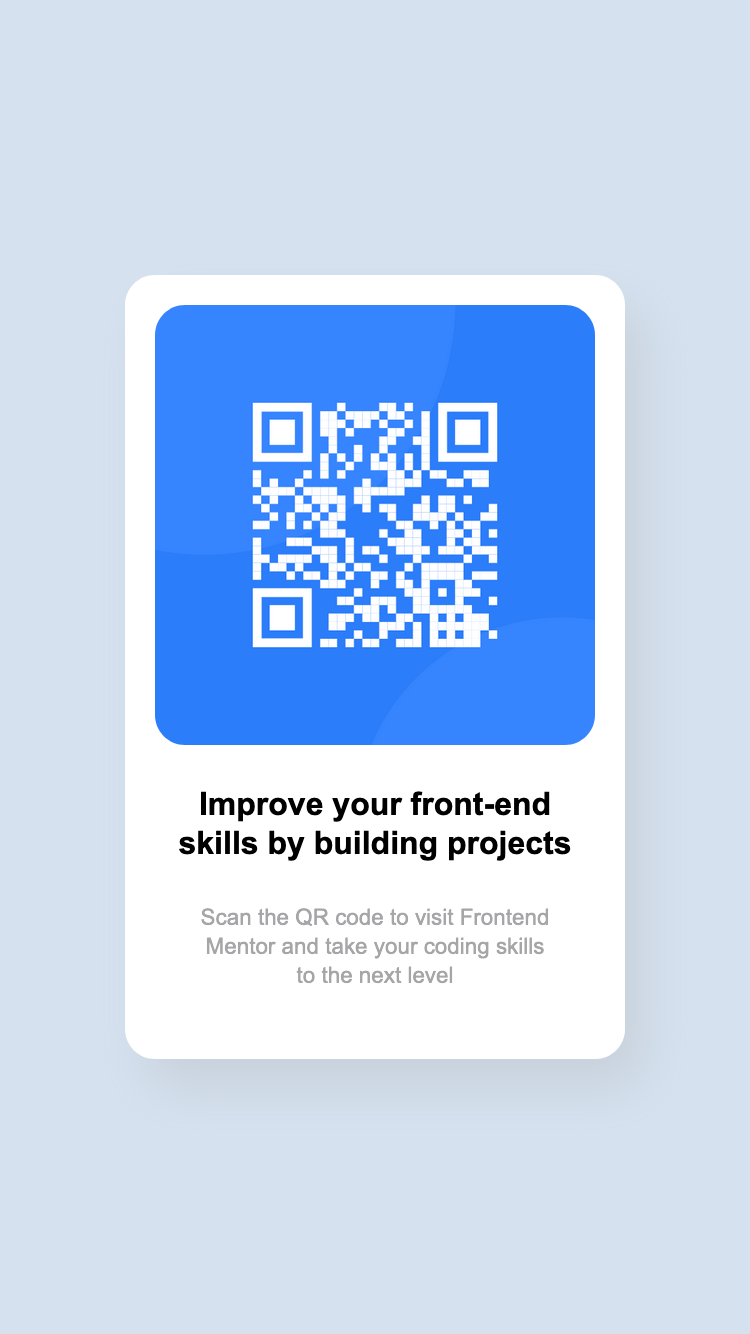 Improve your front-end
skills by building projects
Scan the QR code to visit Frontend
Mentor and take your coding skills
to the next level